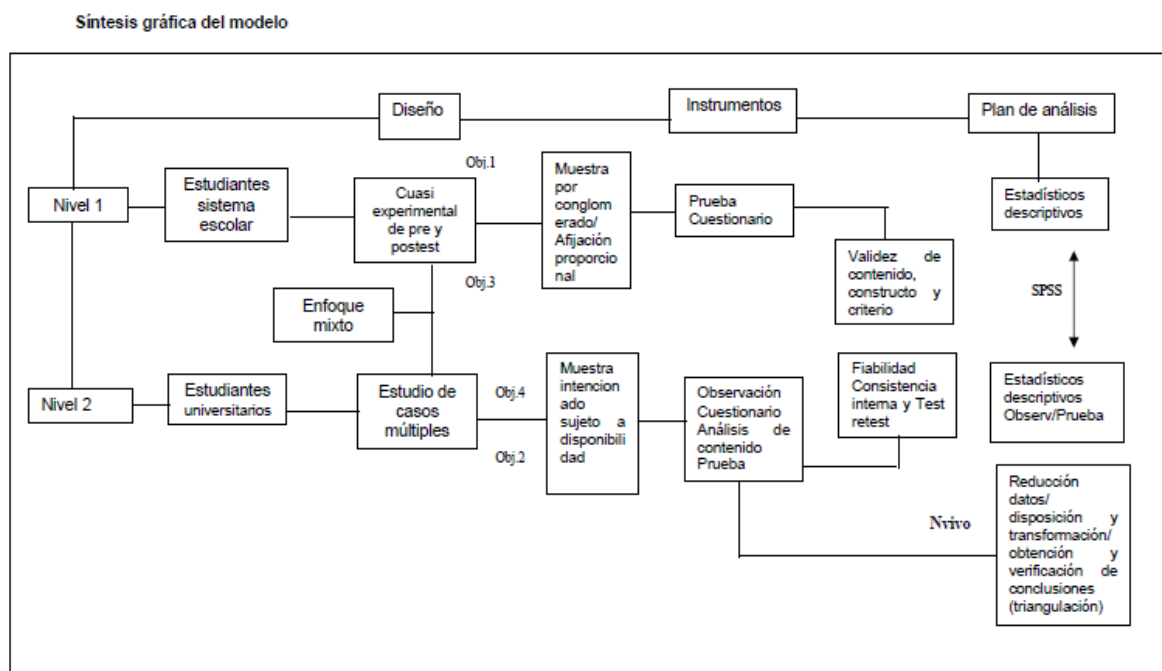 Síntesis gráfica del modelo
Diseño
Instrumentos
Plan de análisis
Nivel 1
Estudiantes
sistema
escolar
Cuasi
experimental
de pre y
postest
Obj.1
Obj.3
Muestra
por
conglom
erado/
Afijación
proporcio
nal
Prueba
Cuestionario
Validez de
contenido,
constructo y
criterio
Estadísticos
descriptivos
SPSS
Enfoque
mixto
Nivel 2
Estudiantes
universitarios
Estudio de
casos
múltiples
Obj.4
Obj.2
Muestra
intencion
ado
sujeto a
disponibili
dad
Observación
Cuestionario
Análisis de
contenido
Prueba
Fiabilidad
Consistencia
interna y Test
retest
Estadísticos
descriptivos
Observ/Prueba
Nvivo
Reducción
datos/
disposición y
transformación/
obtención y
verificación de
conclusiones
(triangulación)